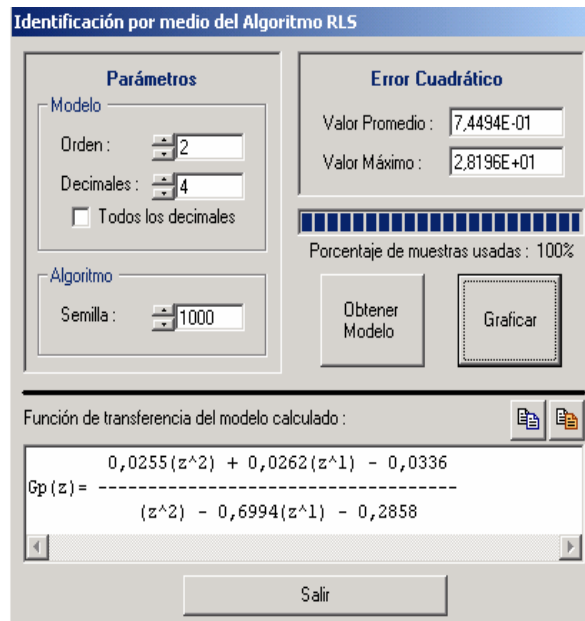 Identificación por medio del Algoritmo RLS
Parámetros
Modelo
Orden : 2
Decimales : 4
Todos los decimales
Algoritmo
Semilla : 1000
Error Cuadrático
Valor Promedio : 7,4494E-01
Valor Máximo : 2,8196E+01
Porcentaje de muestras usadas : 100%
Obtener
Modelo
Graficar
Función de transferencia del modelo calculado :
0,0255(z^2) + 0,0262(z^1) - 0,0336
Gp(z)= ------------------------------------
(z^2) - 0,6994(z^1) - 0,2858
Salir